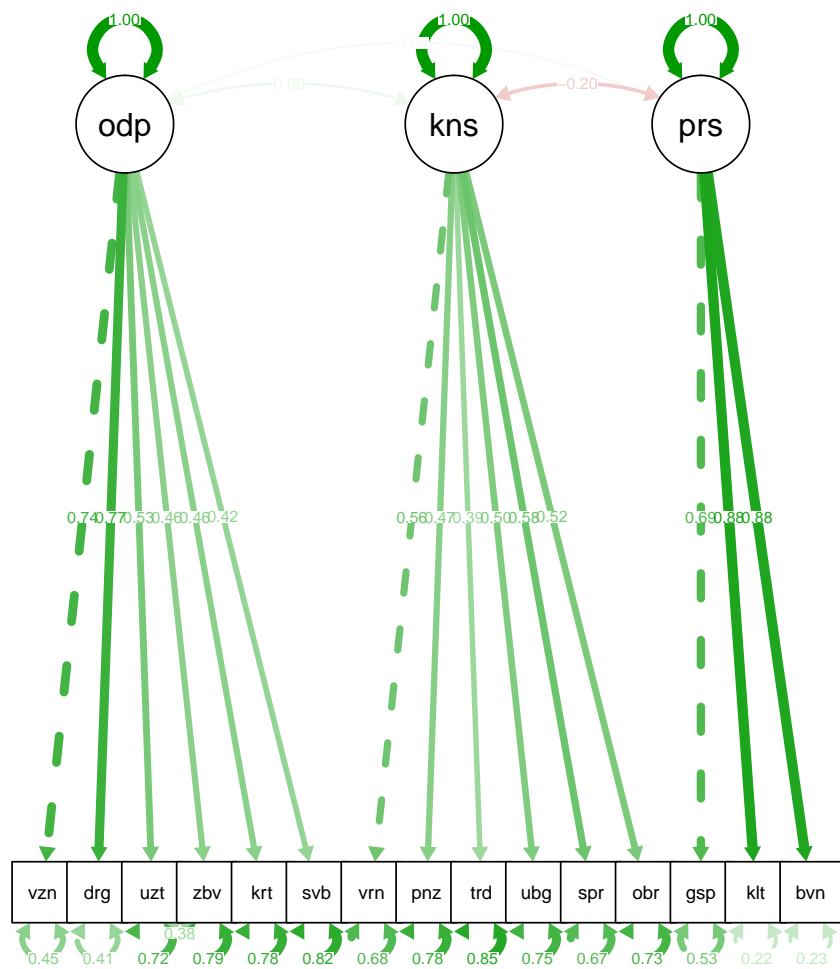 1.00 1.00 1.00
0.06 −0.20
odp kns prs
0.74 0.77 0.53 0.46 0.46 0.42 0.56 0.47 0.39 0.50 0.58 0.52 0.69 0.88 0.88
vzn drg uzt zbv krt svb vrn pnz trd ubg spr obr gsp klt bvn
0.38
0.45 0.41 0.72 0.79 0.78 0.82 0.68 0.78 0.85 0.75 0.67 0.73 0.53 0.22 0.23